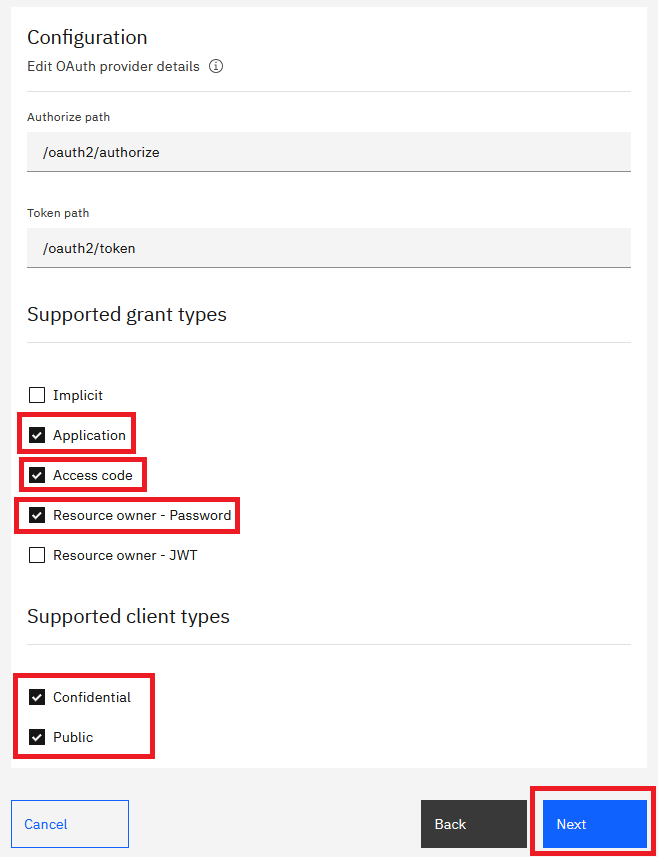 Configuration
Edit OAuth provider details
Authorize path
/oauth2/authorize
Token path
/oauth2/token
Supported grant types
Implicit
Application
Access code
Resource owner - Password
Resource owner - JWT
Supported client types
Confidential
Public
Cancel
Back
Next